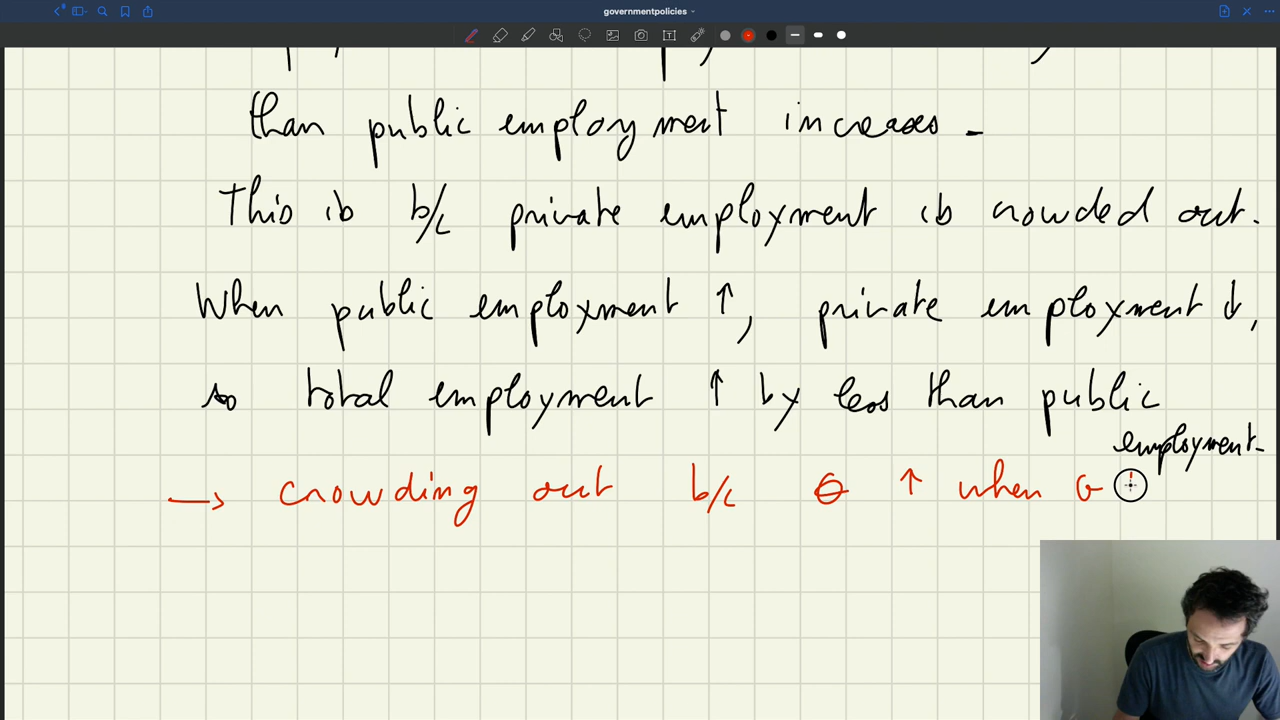 governmentpolicies
than public employment increases -
This is b/c private employment is crowded out.
When public employment ↑, private employment ↓,
so total employment ↑ by less than public
employment-
→ crowding out b/c θ ↑ when G